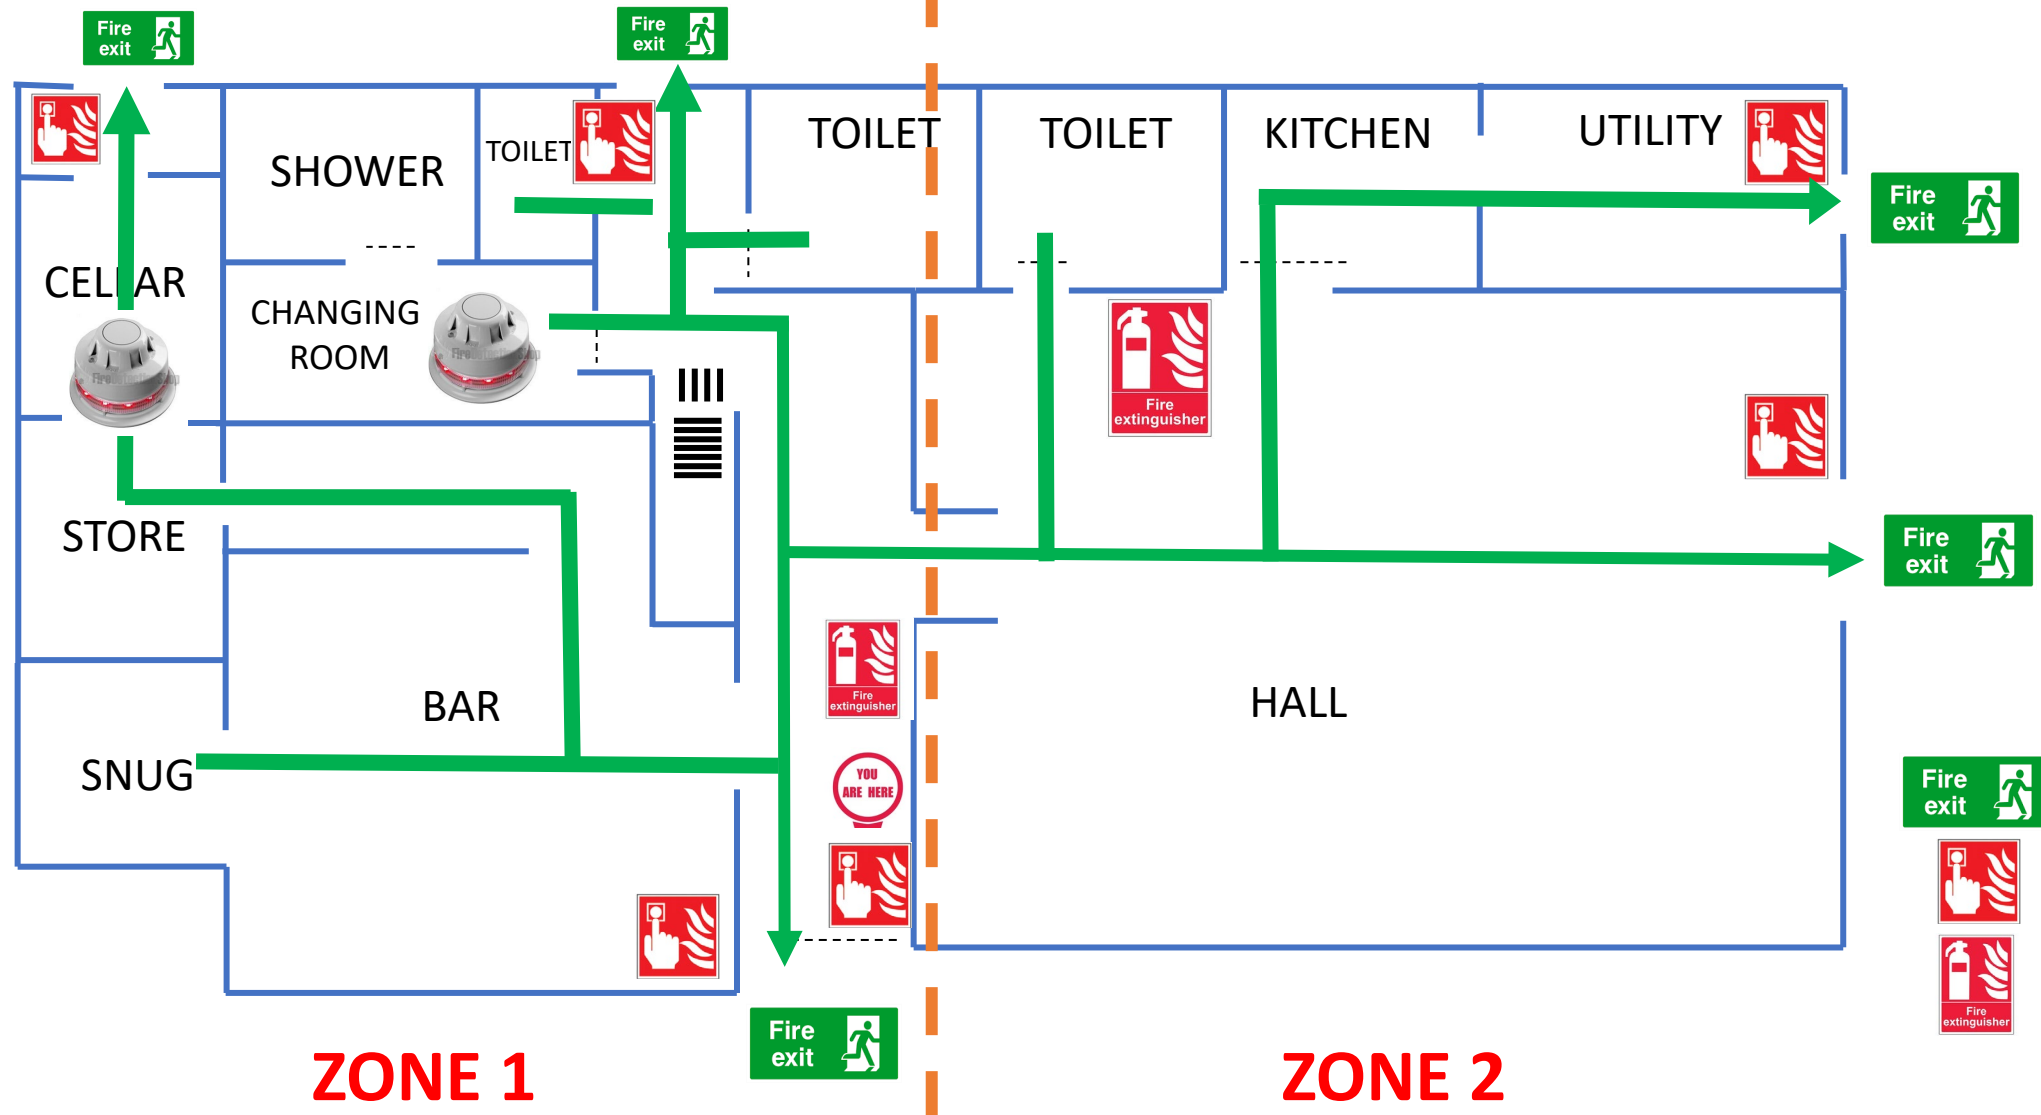 Fire
exit
Fire
exit
TOILET
TOILET
KITCHEN
UTILITY
SHOWER
TOILET
Fire
exit
CELLAR
CHANGING
ROOM
Fire
extinguisher
STORE
Fire
exit
Fire
extinguisher
BAR
HALL
SNUG
YOU
ARE HERE
Fire
exit
Fire
extinguisher
Fire
exit
ZONE 1
ZONE 2